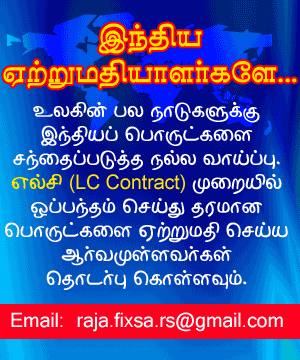 இந்திய
ஏற்றுமதியாளர்களே...
உலகின் பல நாடுகளுக்கு
இந்தியப் பொருட்களை
சந்தைப்படுத்த நல்ல வாய்ப்பு.
எல்சி (LC Contract) முறையில்
ஒப்பந்தம் செய்து தரமான
பொருட்களை ஏற்றுமதி செய்ய
ஆர்வமுள்ளவர்கள்
தொடர்பு கொள்ளவும்.
Email: raja.fixsa.rs@gmail.com